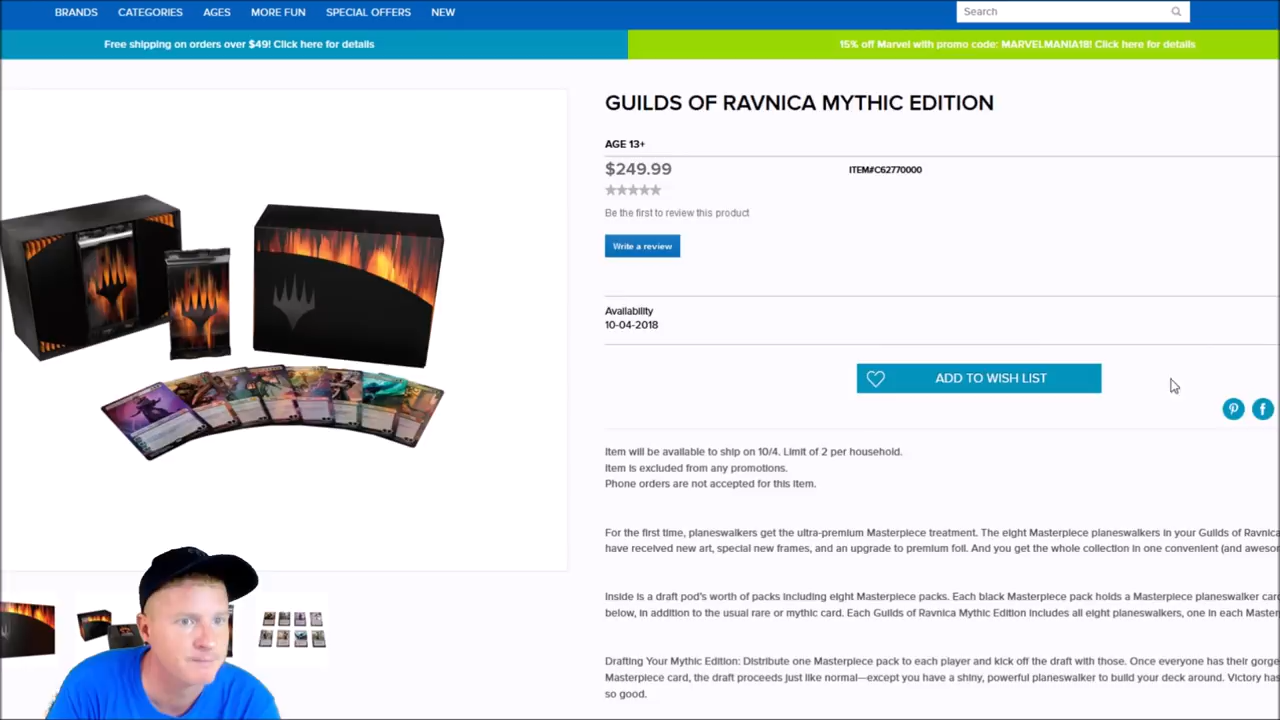 BRANDS CATEGORIES AGES MORE FUN SPECIAL OFFERS NEW Search
Free shipping on orders over $49! Click here for details 15% off Marvel with promo code: MARVELMANIA18! Click here for details
GUILDS OF RAVNICA MYTHIC EDITION
AGE 13+
$249.99 ITEM#C62770000
Be the first to review this product
Write a review
Availability
10-04-2018
ADD TO WISH LIST
Item will be available to ship on 10/4. Limit of 2 per household.
Item is excluded from any promotions.
Phone orders are not accepted for this item.
For the first time, planeswalkers get the ultra-premium Masterpiece treatment. The eight Masterpiece planeswalkers in your Guilds of Ravnica
have received new art, special new frames, and an upgrade to premium foil. And you get the whole collection in one convenient (and aweso
Inside is a draft pod's worth of packs including eight Masterpiece packs. Each black Masterpiece pack holds a Masterpiece planeswalker car
below, in addition to the usual rare or mythic card. Each Guilds of Ravnica Mythic Edition includes all eight planeswalkers, one in each Master
Drafting Your Mythic Edition: Distribute one Masterpiece pack to each player and kick off the draft with those. Once everyone has their gorge
Masterpiece card, the draft proceeds just like normal—except you have a shiny, powerful planeswalker to build your deck around. Victory has
so good.